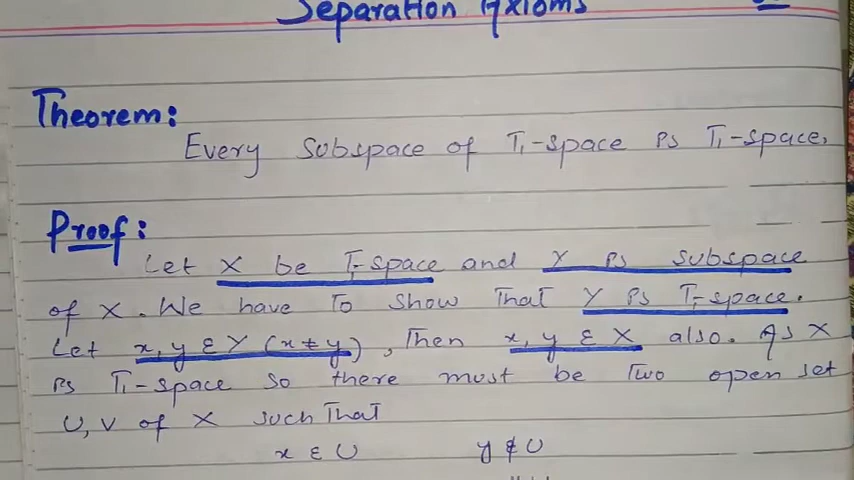 Separation Axioms
Theorem:
Every subspace of T₁-space is T₁-space.
Proof:
Let X be T₁-space and Y is subspace
of X. We have To show That Y is T₁-space.
Let x, y ε Y (x ≠ y), Then x, y ε X also. As X
is T₁-space so there must be Two open set
U, V of X such That
x ε U y ∉ U